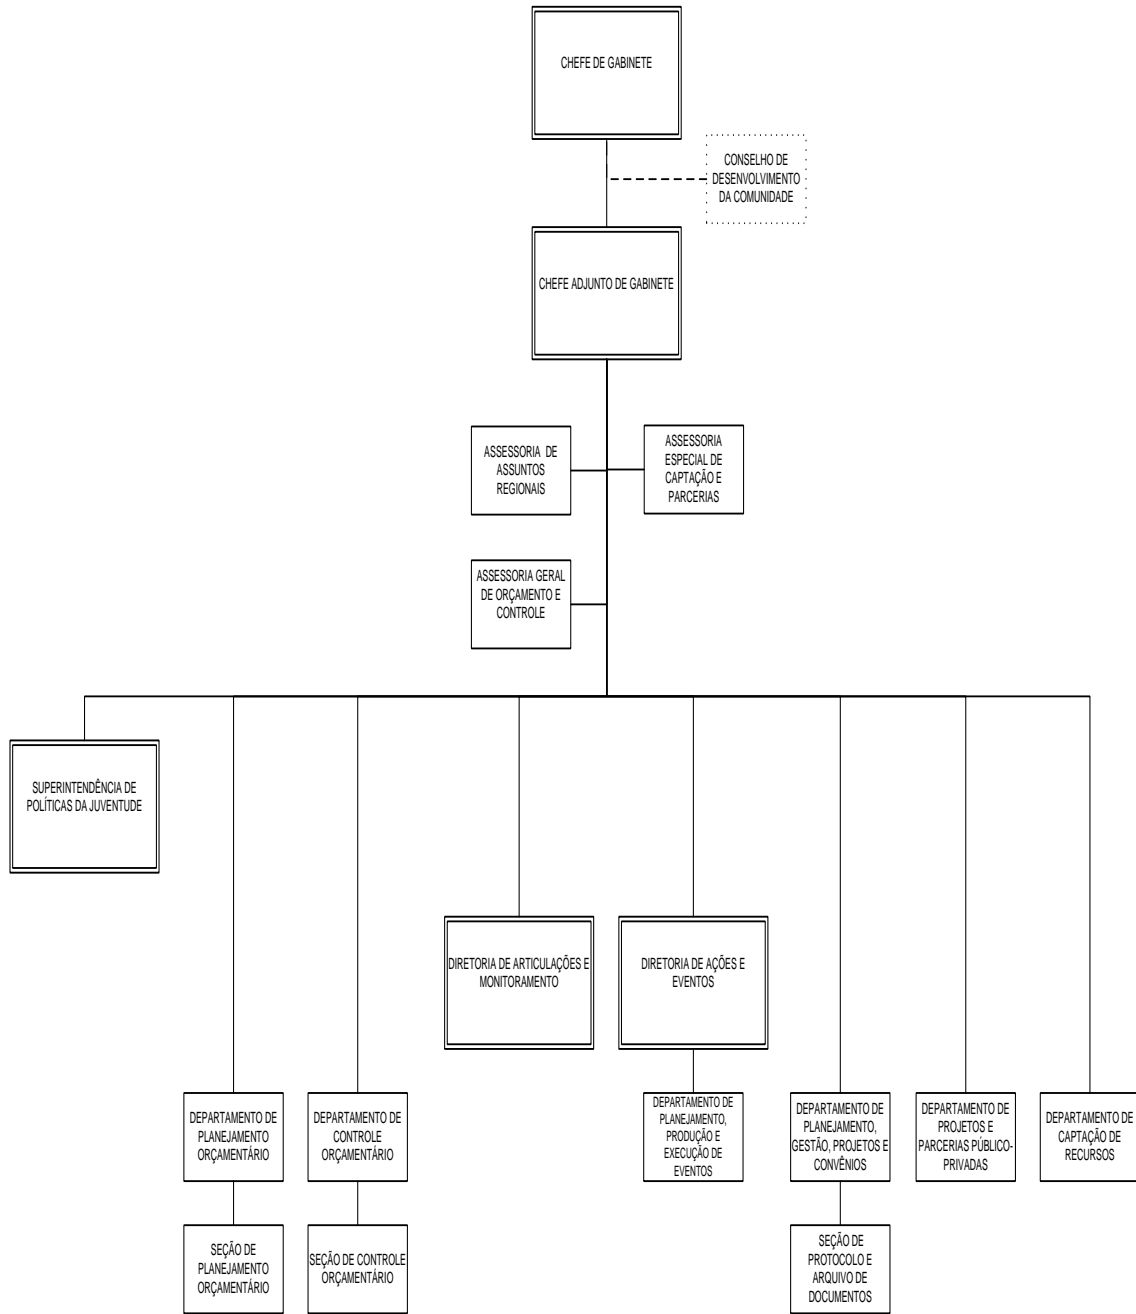 CHEFE DE GABINETE
CONSELHO DE
DESENVOLVIMENTO
DA COMUNIDADE
CHEFE ADJUNTO DE GABINETE
ASSESSORIA DE
ASSUNTOS
REGIONAIS
ASSESSORIA
ESPECIAL DE
CAPTAÇÃO E
PARCERIAS
ASSESSORIA GERAL
DE ORÇAMENTO E
CONTROLE
SUPERINTENDÊNCIA DE
POLÍTICAS DA JUVENTUDE
DIRETORIA DE ARTICULAÇÕES E
MONITORAMENTO
DIRETORIA DE AÇÕES E
EVENTOS
DEPARTAMENTO DE
PLANEJAMENTO
ORÇAMENTÁRIO
DEPARTAMENTO DE
CONTROLE
ORÇAMENTÁRIO
DEPARTAMENTO DE
PLANEJAMENTO,
PRODUÇÃO E
EXECUÇÃO DE
EVENTOS
DEPARTAMENTO DE
PLANEJAMENTO,
GESTÃO, PROJETOS E
CONVÊNIOS
DEPARTAMENTO DE
PROJETOS E
PARCERIAS PÚBLICO-
PRIVADAS
DEPARTAMENTO DE
CAPTAÇÃO DE
RECURSOS
SEÇÃO DE
PLANEJAMENTO
ORÇAMENTÁRIO
SEÇÃO DE CONTROLE
ORÇAMENTÁRIO
SEÇÃO DE
PROTOCOLO E
ARQUIVO DE
DOCUMENTOS